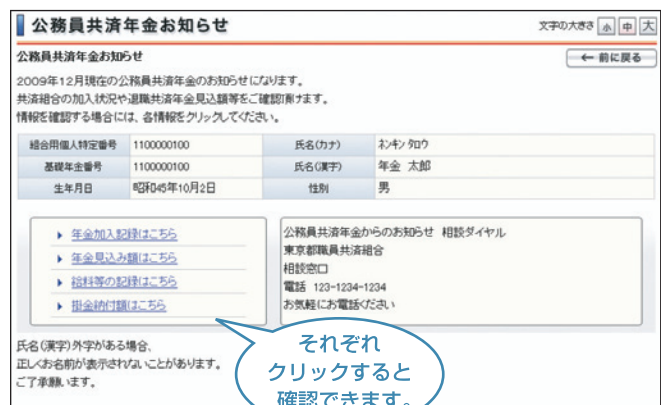 公務員共済年金お知らせ
文字の大きさ 小 中 大
公務員共済年金お知らせ
← 前に戻る
2009年12月現在の公務員共済年金のお知らせになります。
共済組合の加入状況や退職共済年金見込額等をご確認頂けます。
情報を確認する場合には、各情報をクリックしてください。
組合用個人特定番号 1100000100 氏名(カナ) ネンキン タロウ
基礎年金番号 1100000100 氏名(漢字) 年金 太郎
生年月日 昭和045年10月2日 性別 男
年金加入記録はこちら
年金見込み額はこちら
給料等の記録はこちら
掛金納付額はこちら
公務員共済年金からのお知らせ 相談ダイヤル
東京都職員共済組合
相談窓口
電話 123-1234-1234
お気軽にお電話ください
氏名(漢字)外字がある場合、
正しくお名前が表示されないことがあります。
ご了承願います。
それぞれ
クリックすると
確認できます。